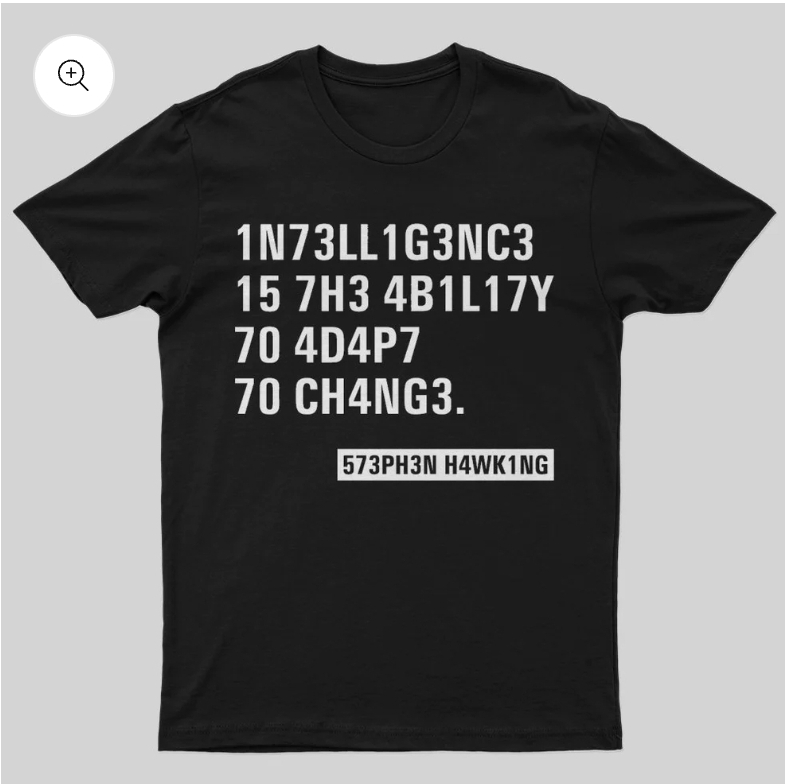 1N73LL1G3NC3
15 7H3 4B1L17Y
70 4D4P7
70 CH4NG3.
573PH3N H4WK1NG